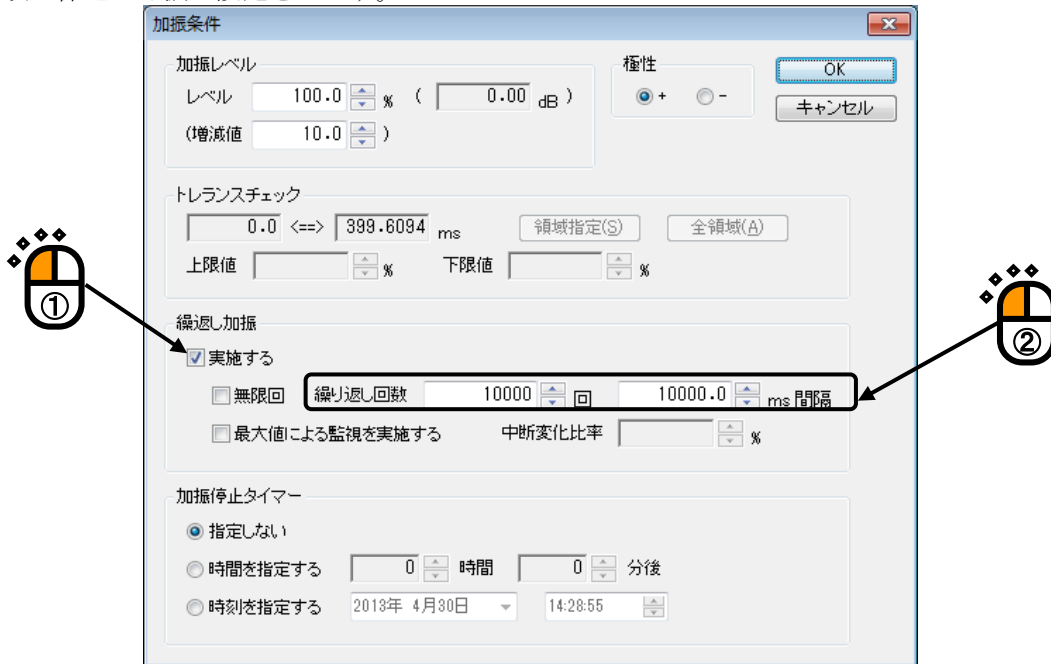 加振条件
加振レベル
レベル 100.0 % ( 0.00 dB )
(増減値 10.0 )
極性
+ -
OK
キャンセル
トレランスチェック
0.0 <==> 399.6094 ms 領域指定(S) 全領域(A)
上限値 % 下限値 %
繰返し加振
① 実施する
無限回 繰り返し回数 10000 回 10000.0 ms 間隔 ②
最大値による監視を実施する 中断変化比率 %
加振停止タイマー
指定しない
時間を指定する 0 時間 0 分後
時刻を指定する 2013年 4月30日 14:28:55